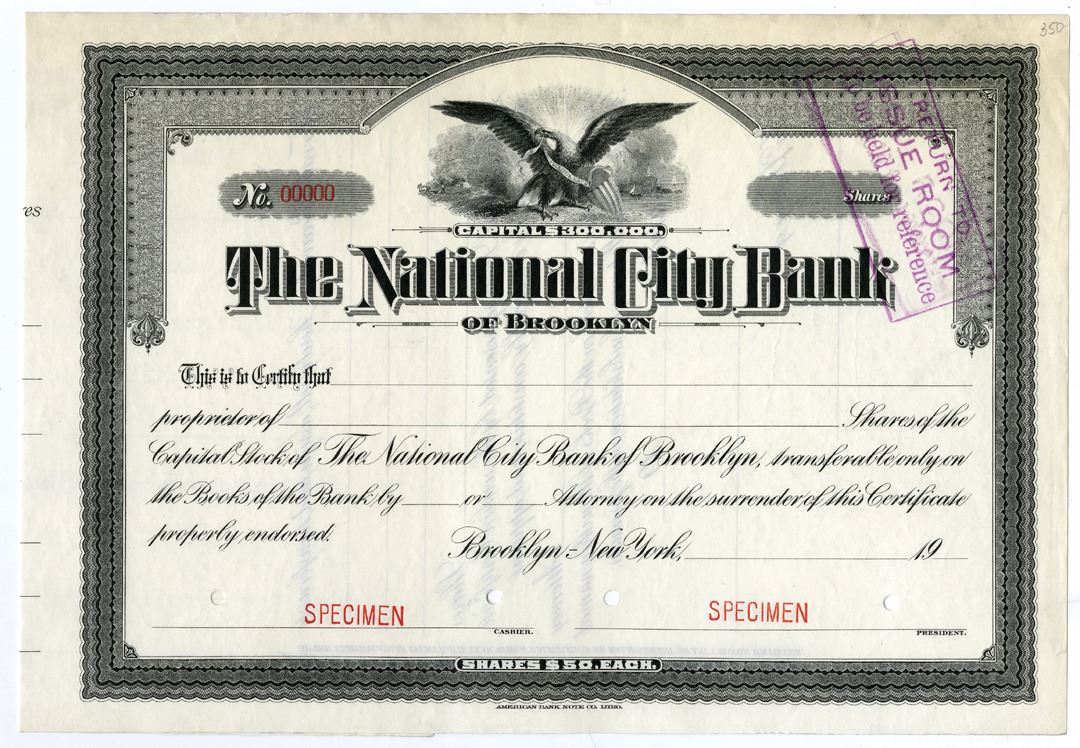 350
RETURN TO
ISSUE ROOM
to be held for reference
res
No. 00000
Shares
CAPITAL $300,000,
The National City Bank
OF BROOKLYN
This is to Certify that
proprietor of Shares of the
Capital Stock of The National City Bank of Brooklyn, transferable only on
the Books of the Bank by or Attorney on the surrender of this Certificate
properly endorsed.
Brooklyn-New York, 19
SPECIMEN SPECIMEN
CASHIER. PRESIDENT.
SHARES $50. EACH.
AMERICAN BANK NOTE CO. LITHO.